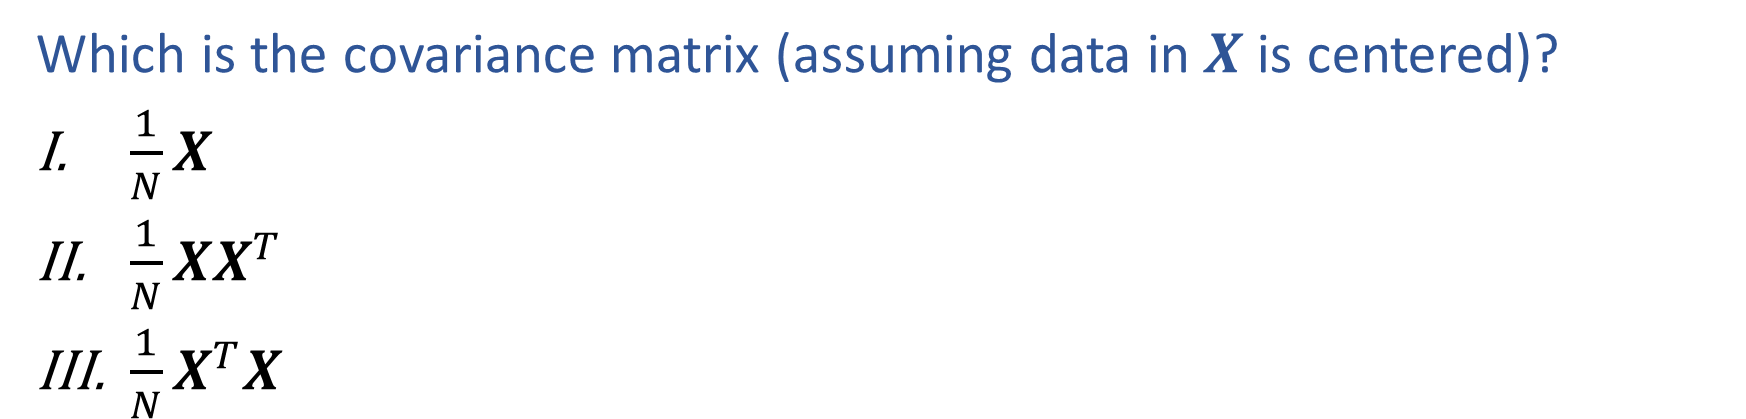 Which is the covariance matrix (assuming data in X is centered)?
I. 1/N X
II. 1/N XX^T
III. 1/N X^T X